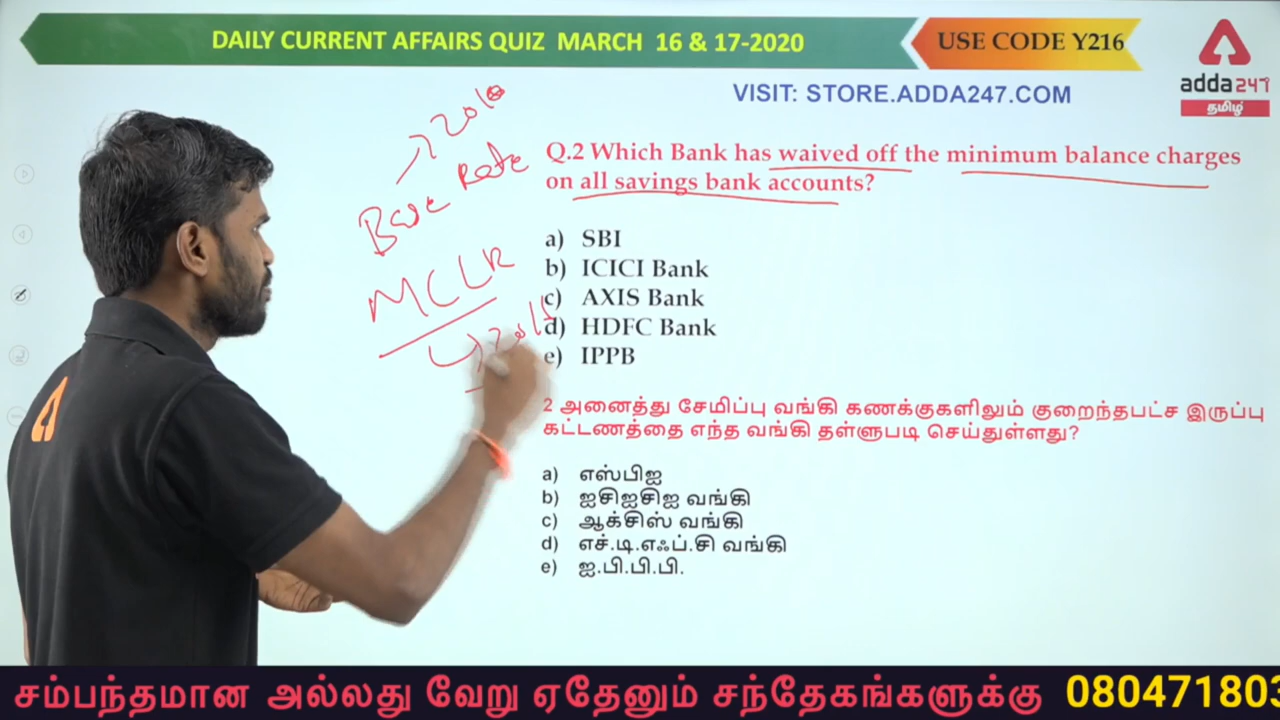 DAILY CURRENT AFFAIRS QUIZ MARCH 16 & 17-2020
USE CODE Y216
adda247
தமிழ்
VISIT: STORE.ADDA247.COM
2010
Base Rate
MCLR
Q.2 Which Bank has waived off the minimum balance charges
on all savings bank accounts?
a) SBI
b) ICICI Bank
c) AXIS Bank
d) HDFC Bank
e) IPPB
2 அனைத்து சேமிப்பு வங்கி கணக்குகளிலும் குறைந்தபட்ச இருப்பு
கட்டணத்தை எந்த வங்கி தள்ளுபடி செய்துள்ளது?
a) எஸ்பிஐ
b) ஐசிஐசிஐ வங்கி
c) ஆக்சிஸ் வங்கி
d) எச்.டி.எஃப்.சி வங்கி
e) ஐ.பி.பி.பி.
சம்பந்தமான அல்லது வேறு ஏதேனும் சந்தேகங்களுக்கு 080471803